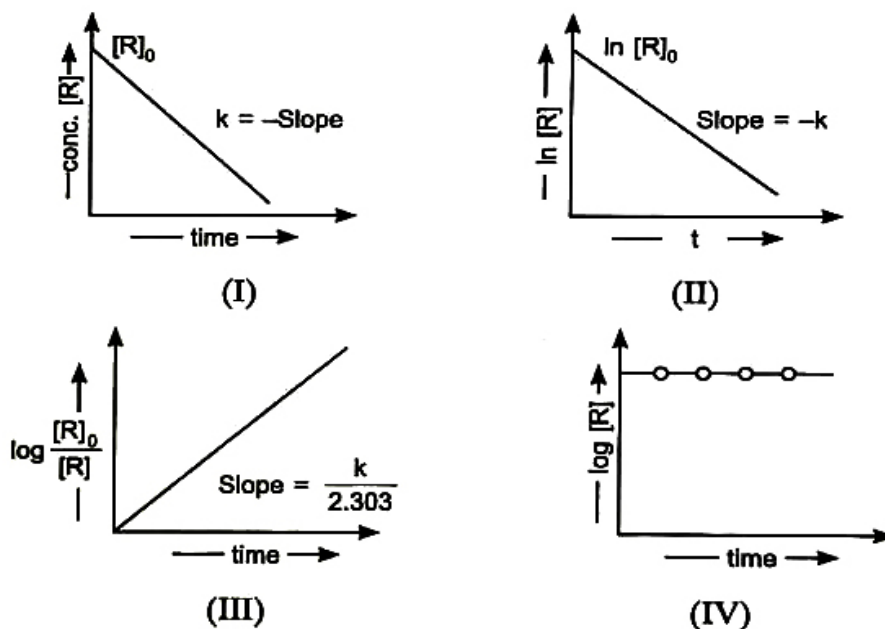 [R]₀
conc. [R]
k = –Slope
time
(I)
ln [R]₀
ln [R]
Slope = –k
t
(II)
log [R]₀ / [R]
Slope = k / 2.303
time
(III)
log [R]
time
(IV)